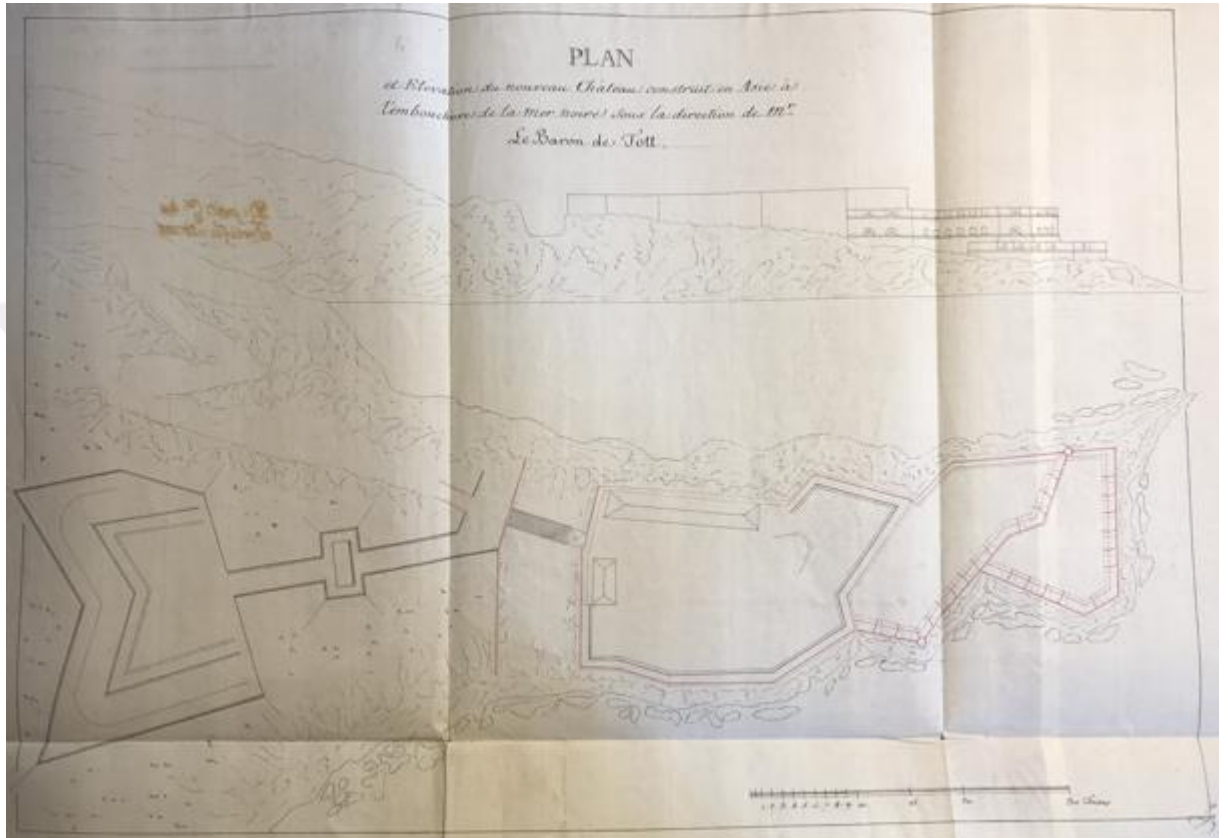 PLAN
et Elevation du nouveau Château construit en Asie à
l'embouchure de la mer noire sous la direction de Mr.
Le Baron de Tott.